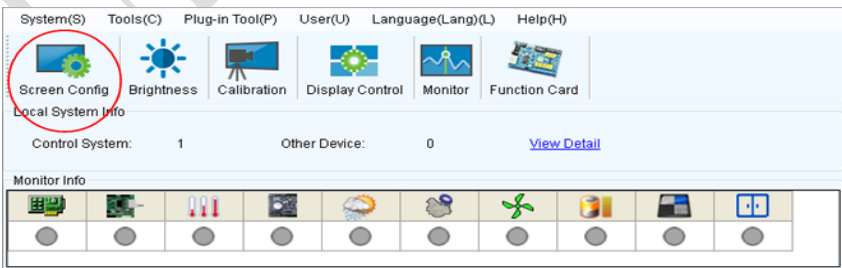 System(S) Tools(C) Plug-in Tool(P) User(U) Language(Lang)(L) Help(H)
Screen Config Brightness Calibration Display Control Monitor Function Card
Local System Info
Control System: 1 Other Device: 0 View Detail
Monitor Info